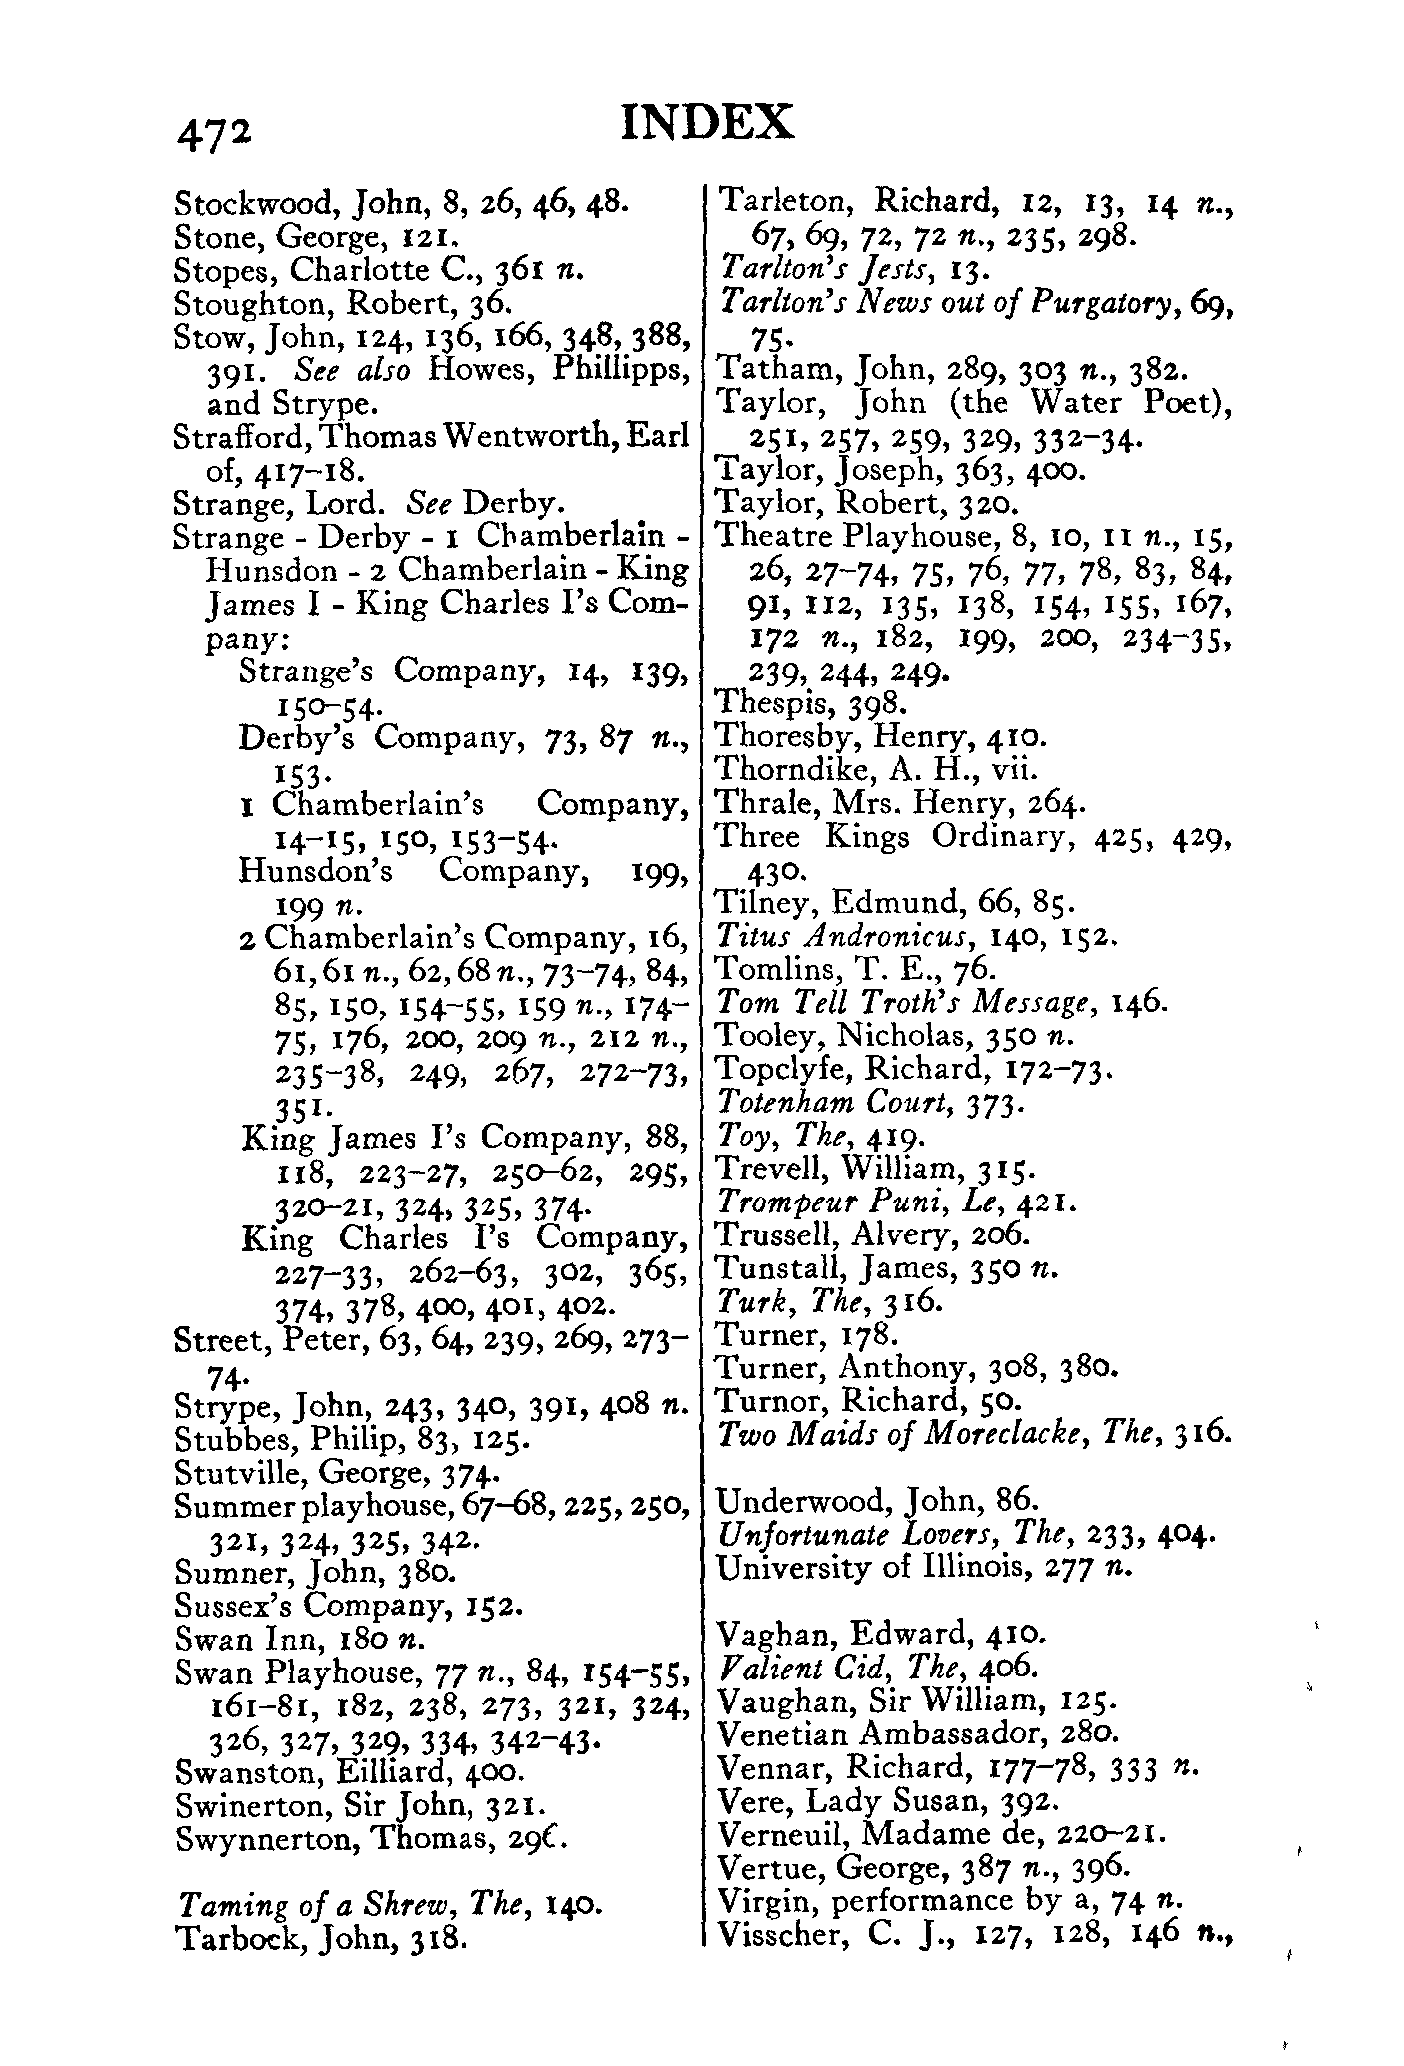 472
INDEX
Stockwood, John, 8, 26, 46, 48.
Stone, George, 121.
Stopes, Charlotte C., 361 n.
Stoughton, Robert, 36.
Stow, John, 124, 136, 166, 348, 388,
391. See also Howes, Phillipps,
and Strype.
Strafford, Thomas Wentworth, Earl
of, 417–18.
Strange, Lord. See Derby.
Strange - Derby - 1 Chamberlain -
Hunsdon - 2 Chamberlain - King
James I - King Charles I's Com-
pany:
Strange's Company, 14, 139,
150–54.
Derby's Company, 73, 87 n.,
153.
1 Chamberlain's Company,
14–15, 150, 153–54.
Hunsdon's Company, 199,
199 n.
2 Chamberlain's Company, 16,
61, 61 n., 62, 68 n., 73–74, 84,
85, 150, 154–55, 159 n., 174–
75, 176, 200, 209 n., 212 n.,
235–38, 249, 267, 272–73,
351.
King James I's Company, 88,
118, 223–27, 250–62, 295,
320–21, 324, 325, 374.
King Charles I's Company,
227–33, 262–63, 302, 365,
374, 378, 400, 401, 402.
Street, Peter, 63, 64, 239, 269, 273–
74.
Strype, John, 243, 340, 391, 408 n.
Stubbes, Philip, 83, 125.
Stutville, George, 374.
Summer playhouse, 67–68, 225, 250,
321, 324, 325, 342.
Sumner, John, 380.
Sussex's Company, 152.
Swan Inn, 180 n.
Swan Playhouse, 77 n., 84, 154–55,
161–81, 182, 238, 273, 321, 324,
326, 327, 329, 334, 342–43.
Swanston, Eilliard, 400.
Swinerton, Sir John, 321.
Swynnerton, Thomas, 296.
Taming of a Shrew, The, 140.
Tarbock, John, 318.
Tarleton, Richard, 12, 13, 14 n.,
67, 69, 72, 72 n., 235, 298.
Tarlton's Jests, 13.
Tarlton's News out of Purgatory, 69,
75.
Tatham, John, 289, 303 n., 382.
Taylor, John (the Water Poet),
251, 257, 259, 329, 332–34.
Taylor, Joseph, 363, 400.
Taylor, Robert, 320.
Theatre Playhouse, 8, 10, 11 n., 15,
26, 27–74, 75, 76, 77, 78, 83, 84,
91, 112, 135, 138, 154, 155, 167,
172 n., 182, 199, 200, 234–35,
239, 244, 249.
Thespis, 398.
Thoresby, Henry, 410.
Thorndike, A. H., vii.
Thrale, Mrs. Henry, 264.
Three Kings Ordinary, 425, 429,
430.
Tilney, Edmund, 66, 85.
Titus Andronicus, 140, 152.
Tomlins, T. E., 76.
Tom Tell Troth's Message, 146.
Tooley, Nicholas, 350 n.
Topclyfe, Richard, 172–73.
Totenham Court, 373.
Toy, The, 419.
Trevell, William, 315.
Trompeur Puni, Le, 421.
Trussell, Alvery, 206.
Tunstall, James, 350 n.
Turk, The, 316.
Turner, 178.
Turner, Anthony, 308, 380.
Turnor, Richard, 50.
Two Maids of Moreclacke, The, 316.
Underwood, John, 86.
Unfortunate Lovers, The, 233, 404.
University of Illinois, 277 n.
Vaghan, Edward, 410.
Valient Cid, The, 406.
Vaughan, Sir William, 125.
Venetian Ambassador, 280.
Vennar, Richard, 177–78, 333 n.
Vere, Lady Susan, 392.
Verneuil, Madame de, 220–21.
Vertue, George, 387 n., 396.
Virgin, performance by a, 74 n.
Visscher, C. J., 127, 128, 146 n.,